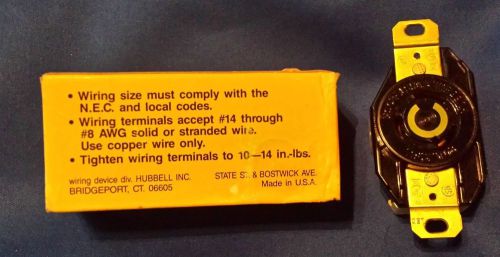 • Wiring size must comply with the
N.E.C. and local codes.
• Wiring terminals accept #14 through
#8 AWG solid or stranded wire.
Use copper wire only.
• Tighten wiring terminals to 10—14 in.-lbs.
wiring device div. HUBBELL INC. STATE ST. & BOSTWICK AVE.
BRIDGEPORT, CT. 06605 Made in U.S.A.